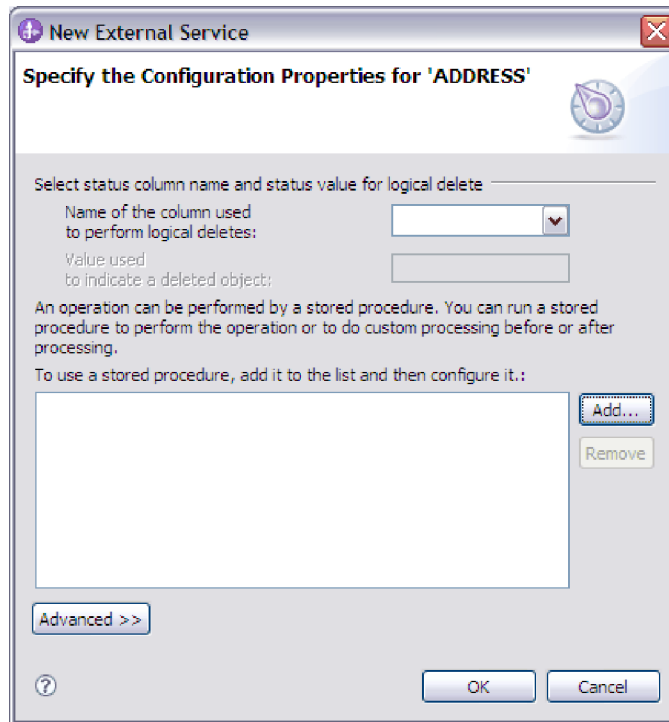 New External Service
Specify the Configuration Properties for 'ADDRESS'
Select status column name and status value for logical delete
Name of the column used
to perform logical deletes:
Value used
to indicate a deleted object:
An operation can be performed by a stored procedure. You can run a stored
procedure to perform the operation or to do custom processing before or after
processing.
To use a stored procedure, add it to the list and then configure it.:
Add...
Remove
Advanced >>
?
OK
Cancel